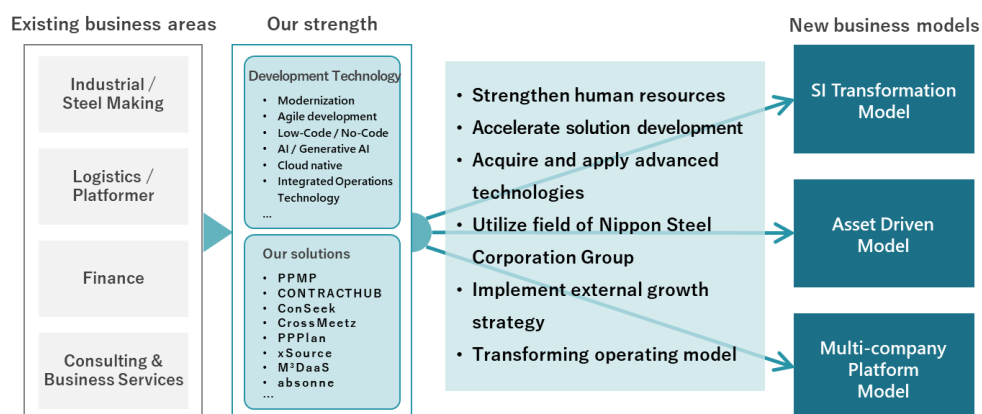 Existing business areas
Industrial /
Steel Making
Logistics /
Platformer
Finance
Consulting &
Business Services
Our strength
Development Technology
• Modernization
• Agile development
• Low-Code / No-Code
• AI / Generative AI
• Cloud native
• Integrated Operations
Technology
...
Our solutions
• PPMP
• CONTRACTHUB
• ConSeek
• CrossMeetz
• PPPlan
• xSource
• M³DaaS
• absonne
...
• Strengthen human resources
• Accelerate solution development
• Acquire and apply advanced
technologies
• Utilize field of Nippon Steel
Corporation Group
• Implement external growth
strategy
• Transforming operating model
New business models
SI Transformation
Model
Asset Driven
Model
Multi-company
Platform
Model